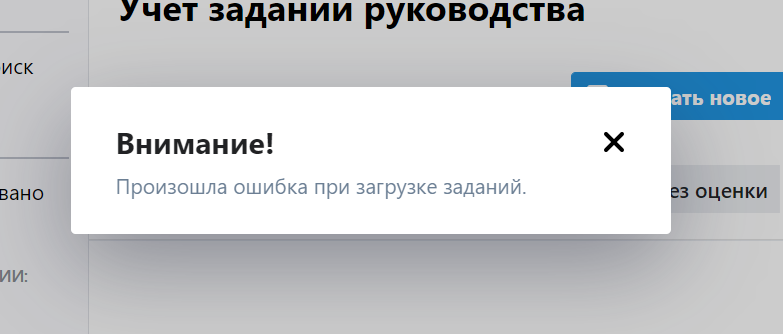 Учет заданий руководства
иск
ать новое
Внимание!
Произошла ошибка при загрузке заданий.
вано
ез оценки
ии: